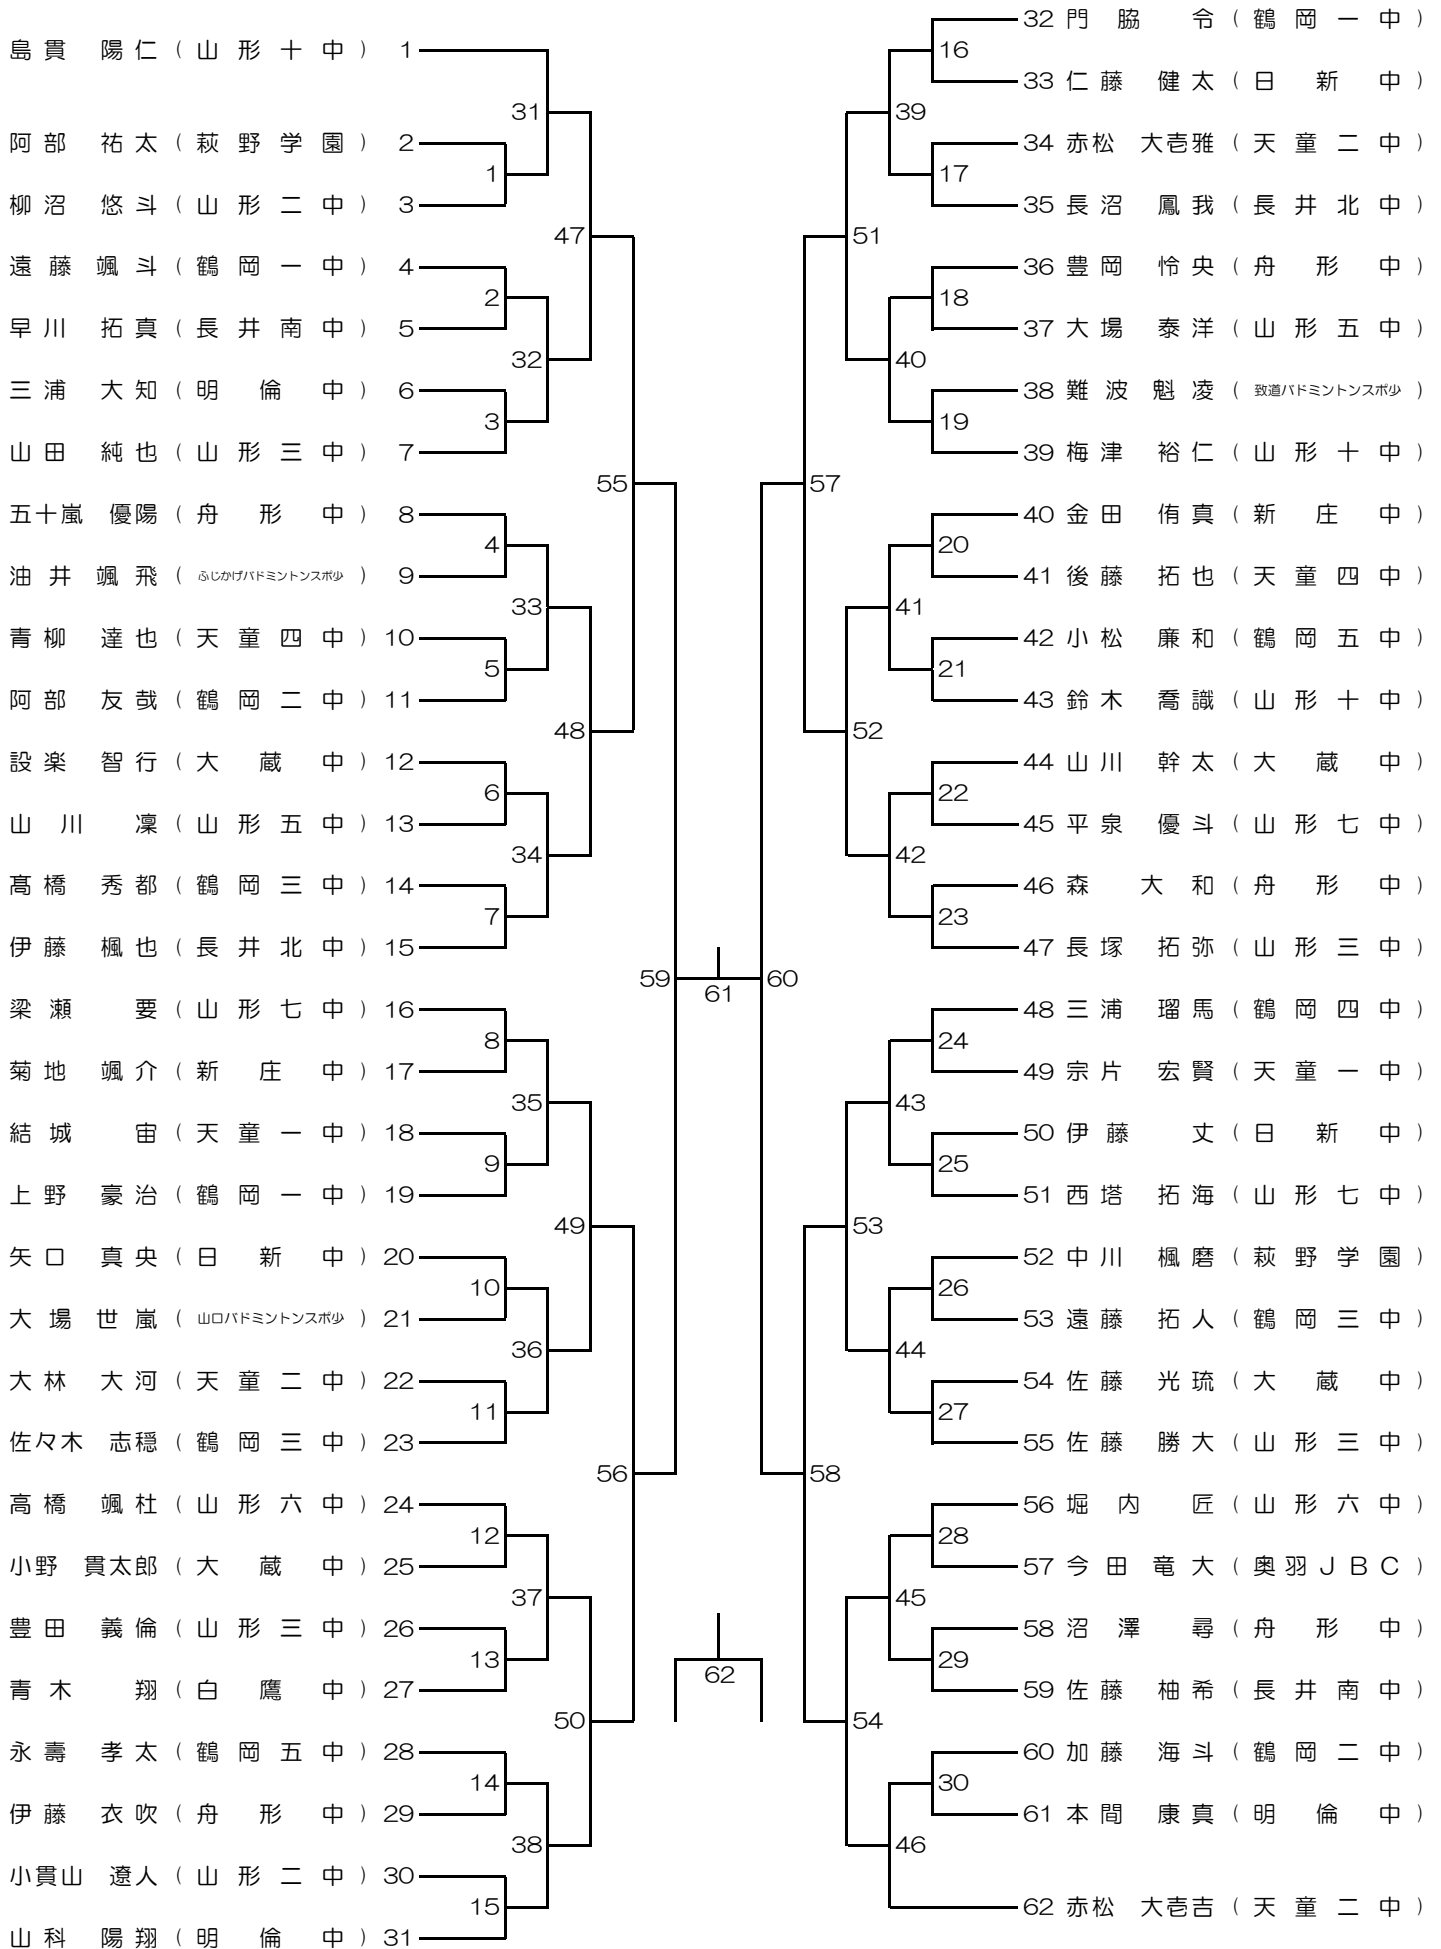 島貫 陽仁 ( 山形十中 ) 1
阿部 祐太 ( 萩野学園 ) 2
柳沼 悠斗 ( 山形二中 ) 3
遠藤 颯斗 ( 鶴岡一中 ) 4
早川 拓真 ( 長井南中 ) 5
三浦 大知 ( 明倫中 ) 6
山田 純也 ( 山形三中 ) 7
五十嵐 優陽 ( 舟形中 ) 8
油井 颯飛 ( ふじかげバドミントンスポ少 ) 9
青柳 達也 ( 天童四中 ) 10
阿部 友哉 ( 鶴岡二中 ) 11
設楽 智行 ( 大蔵中 ) 12
山川 凜 ( 山形五中 ) 13
髙橋 秀都 ( 鶴岡三中 ) 14
伊藤 楓也 ( 長井北中 ) 15
梁瀬 要 ( 山形七中 ) 16
菊地 颯介 ( 新庄中 ) 17
結城 宙 ( 天童一中 ) 18
上野 豪治 ( 鶴岡一中 ) 19
矢口 真央 ( 日新中 ) 20
大場 世嵐 ( 山口バドミントンスポ少 ) 21
大林 大河 ( 天童二中 ) 22
佐々木 志穏 ( 鶴岡三中 ) 23
高橋 颯杜 ( 山形六中 ) 24
小野 貫太郎 ( 大蔵中 ) 25
豊田 義倫 ( 山形三中 ) 26
青木 翔 ( 白鷹中 ) 27
永壽 孝太 ( 鶴岡五中 ) 28
伊藤 衣吹 ( 舟形中 ) 29
小貫山 遼人 ( 山形二中 ) 30
山科 陽翔 ( 明倫中 ) 31
1
2
3
4
5
6
7
8
9
10
11
12
13
14
15
31
32
33
34
35
36
37
38
47
48
49
50
55
56
59
61
62
60
57
58
51
52
53
54
39
40
41
42
43
44
45
46
16
17
18
19
20
21
22
23
24
25
26
27
28
29
30
32 門脇 令 ( 鶴岡一中 )
33 仁藤 健太 ( 日新中 )
34 赤松 大壱雅 ( 天童二中 )
35 長沼 鳳我 ( 長井北中 )
36 豊岡 怜央 ( 舟形中 )
37 大場 泰洋 ( 山形五中 )
38 難波 魁凌 ( 致道バドミントンスポ少 )
39 梅津 裕仁 ( 山形十中 )
40 金田 侑真 ( 新庄中 )
41 後藤 拓也 ( 天童四中 )
42 小松 廉和 ( 鶴岡五中 )
43 鈴木 喬識 ( 山形十中 )
44 山川 幹太 ( 大蔵中 )
45 平泉 優斗 ( 山形七中 )
46 森 大和 ( 舟形中 )
47 長塚 拓弥 ( 山形三中 )
48 三浦 瑠馬 ( 鶴岡四中 )
49 宗片 宏賢 ( 天童一中 )
50 伊藤 丈 ( 日新中 )
51 西塔 拓海 ( 山形七中 )
52 中川 楓磨 ( 萩野学園 )
53 遠藤 拓人 ( 鶴岡三中 )
54 佐藤 光琉 ( 大蔵中 )
55 佐藤 勝大 ( 山形三中 )
56 堀内 匠 ( 山形六中 )
57 今田 竜大 ( 奥羽JBC )
58 沼澤 尋 ( 舟形中 )
59 佐藤 柚希 ( 長井南中 )
60 加藤 海斗 ( 鶴岡二中 )
61 本間 康真 ( 明倫中 )
62 赤松 大壱吉 ( 天童二中 )